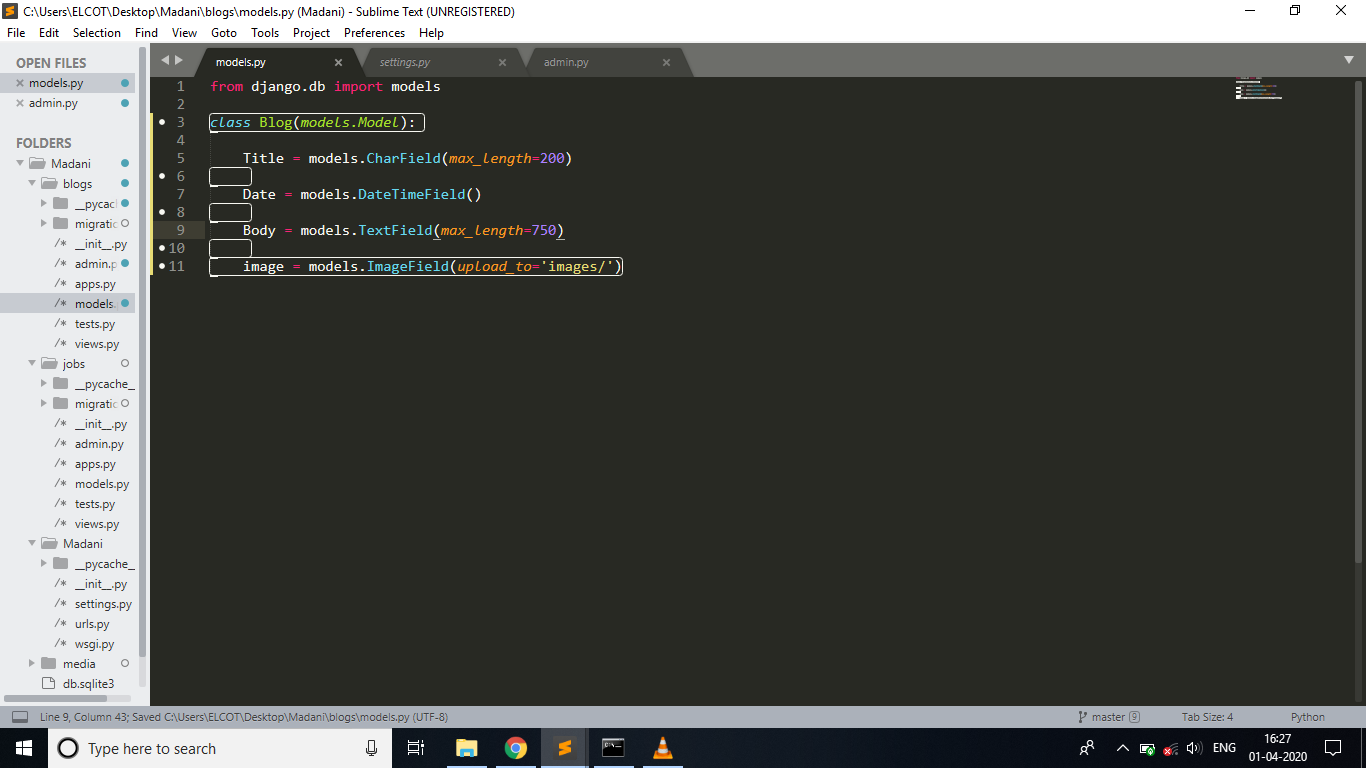 C:\Users\ELCOT\Desktop\Madani\blogs\models.py (Madani) - Sublime Text (UNREGISTERED)
File Edit Selection Find View Goto Tools Project Preferences Help
OPEN FILES
models.py
admin.py
FOLDERS
Madani
blogs
__pycac
migratic
__init__.py
admin.p
apps.py
models.
tests.py
views.py
jobs
__pycache_
migratic
__init__.py
admin.py
apps.py
models.py
tests.py
views.py
Madani
__pycache_
__init__.py
settings.py
urls.py
wsgi.py
media
db.sqlite3
models.py settings.py admin.py
1 from django.db import models
2
3 class Blog(models.Model):
4
5 Title = models.CharField(max_length=200)
6
7 Date = models.DateTimeField()
8
9 Body = models.TextField(max_length=750)
10
11 image = models.ImageField(upload_to='images/')
Line 9, Column 43; Saved C:\Users\ELCOT\Desktop\Madani\blogs\models.py (UTF-8) master 9 Tab Size: 4 Python
Type here to search
ENG
16:27
01-04-2020